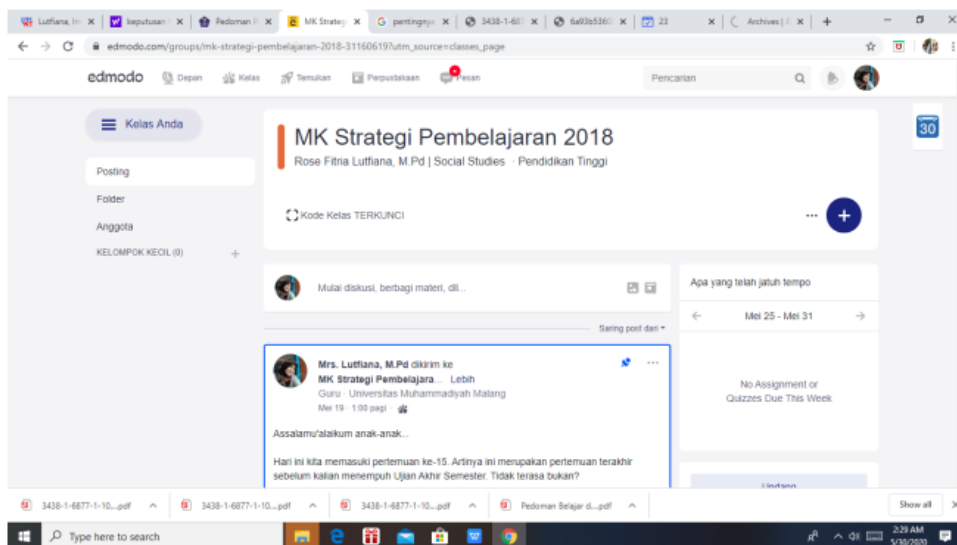 Lutfiana, Im
keputusan
Pedoman P
MK Strateg
pentingnya
3438-1-687
6a93b5360
23
Archives |
edmodo.com/groups/mk-strategi-pembelajaran-2018-31160619?utm_source=classes_page
edmodo Depan Kelas Temukan Perpustakaan Pesan Pencarian
30
Kelas Anda
Posting
Folder
Anggota
KELOMPOK KECIL (0)
MK Strategi Pembelajaran 2018
Rose Fitria Lutfiana, M.Pd | Social Studies · Pendidikan Tinggi
Kode Kelas TERKUNCI
Mulai diskusi, berbagi materi, dll...
Saring post dari
Mrs. Lutfiana, M.Pd dikirim ke
MK Strategi Pembelajara... Lebih
Guru · Universitas Muhammadiyah Malang
Mei 19 · 1:00 pagi ·
Assalamu'alaikum anak-anak...
Hari ini kita memasuki pertemuan ke-15. Artinya ini merupakan pertemuan terakhir
sebelum kalian menempuh Ujian Akhir Semester. Tidak terasa bukan?
Apa yang telah jatuh tempo
Mei 25 - Mei 31
No Assignment or
Quizzes Due This Week
Undang
3438-1-6877-1-10....pdf
3438-1-6877-1-10....pdf
3438-1-6877-1-10....pdf
Pedoman Belajar d....pdf
Show all
Type here to search
2:29 AM
5/30/2020